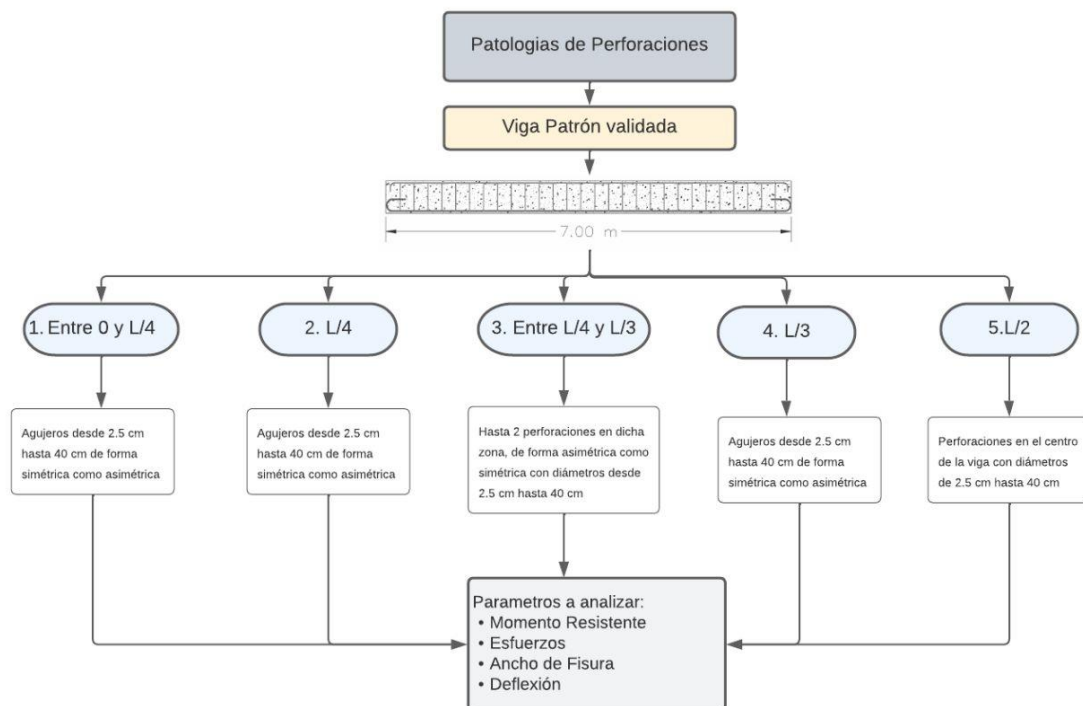 Patologias de Perforaciones
Viga Patrón validada
7.00 m
1. Entre 0 y L/4
2. L/4
3. Entre L/4 y L/3
4. L/3
5.L/2
Agujeros desde 2.5 cm
hasta 40 cm de forma
simétrica como asimétrica
Agujeros desde 2.5 cm
hasta 40 cm de forma
simétrica como asimétrica
Hasta 2 perforaciones en dicha
zona, de forma asimétrica como
simétrica con diámetros desde
2.5 cm hasta 40 cm
Agujeros desde 2.5 cm
hasta 40 cm de forma
simétrica como asimétrica
Perforaciones en el centro
de la viga con diámetros
de 2.5 cm hasta 40 cm
Parametros a analizar:
• Momento Resistente
• Esfuerzos
• Ancho de Fisura
• Deflexión